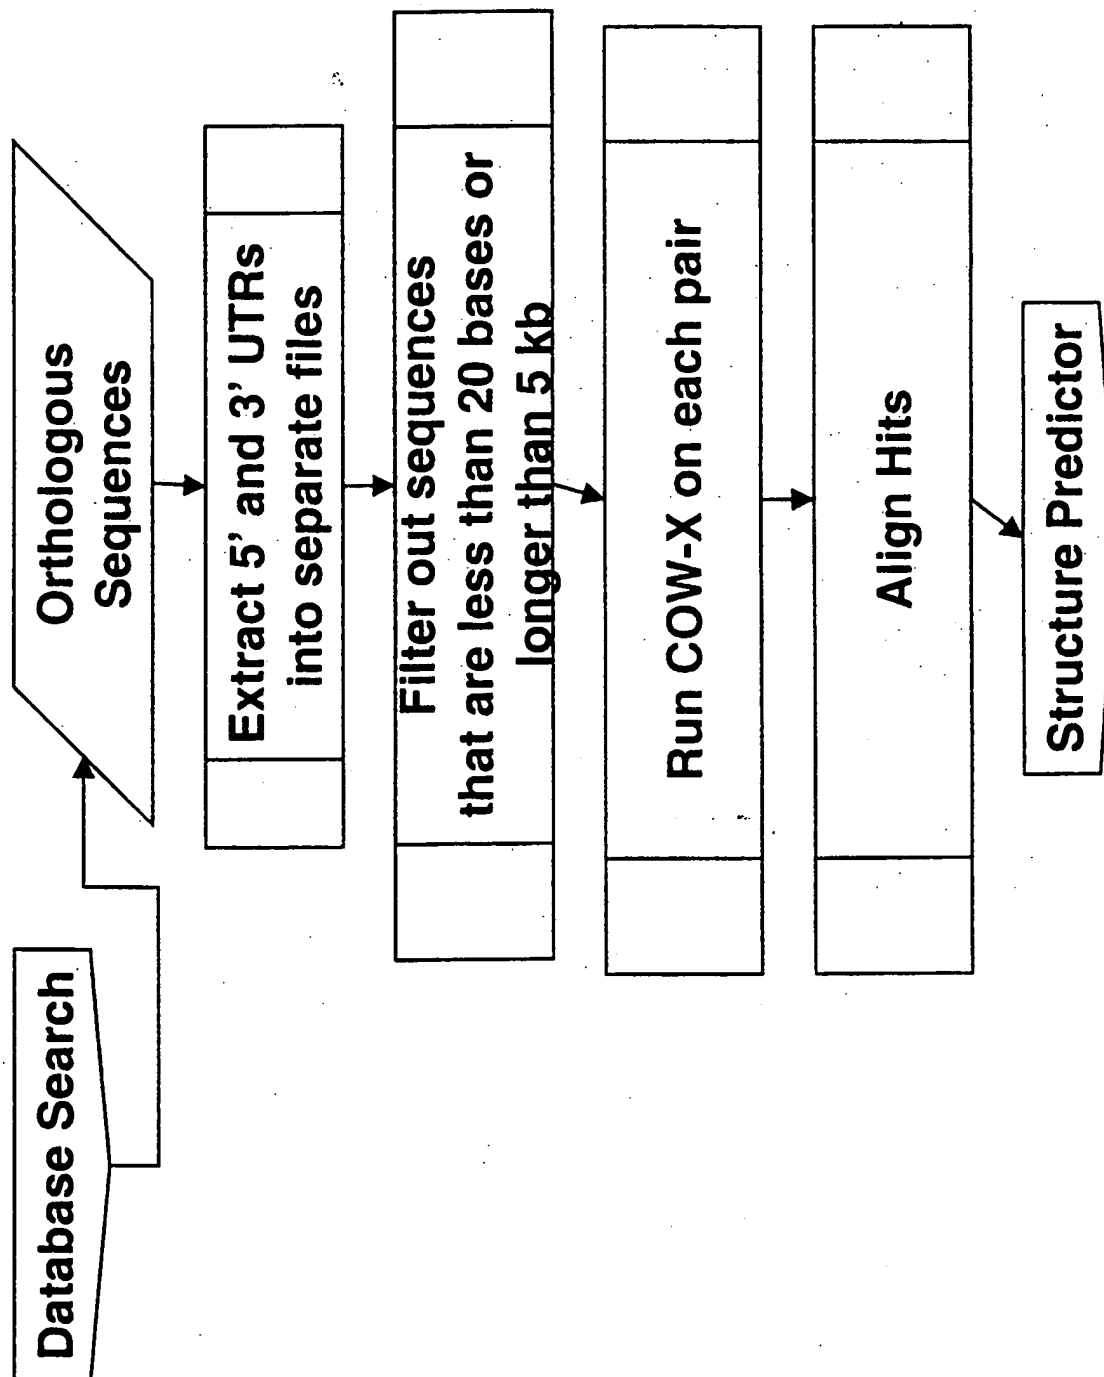 Database Search
Orthologous
Sequences
Extract 5’ and 3’ UTRs
into separate files
Filter out sequences
that are less than 20 bases or
longer than 5 kb
Run COW-X on each pair
Align Hits
Structure Predictor